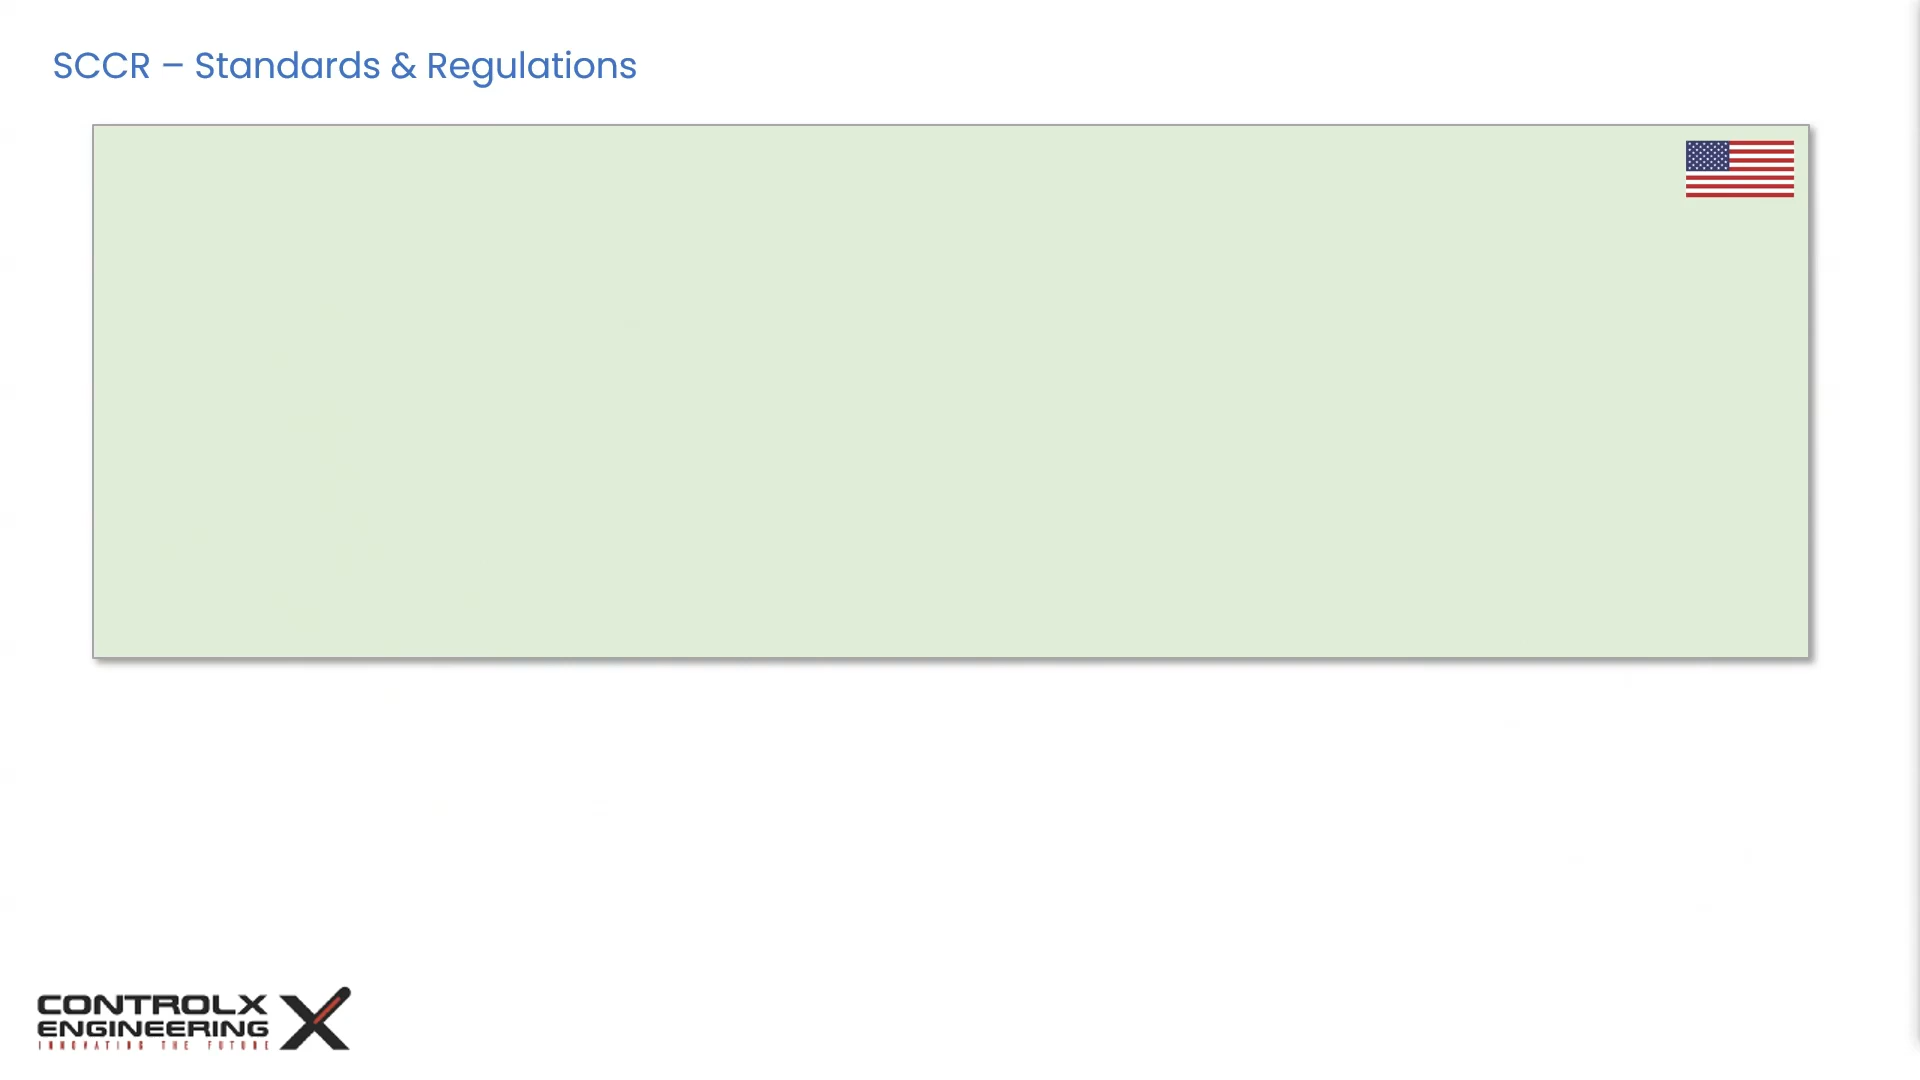 SCCR – Standards & Regulations
CONTROLX
ENGINEERING
INNOVATING THE FUTURE